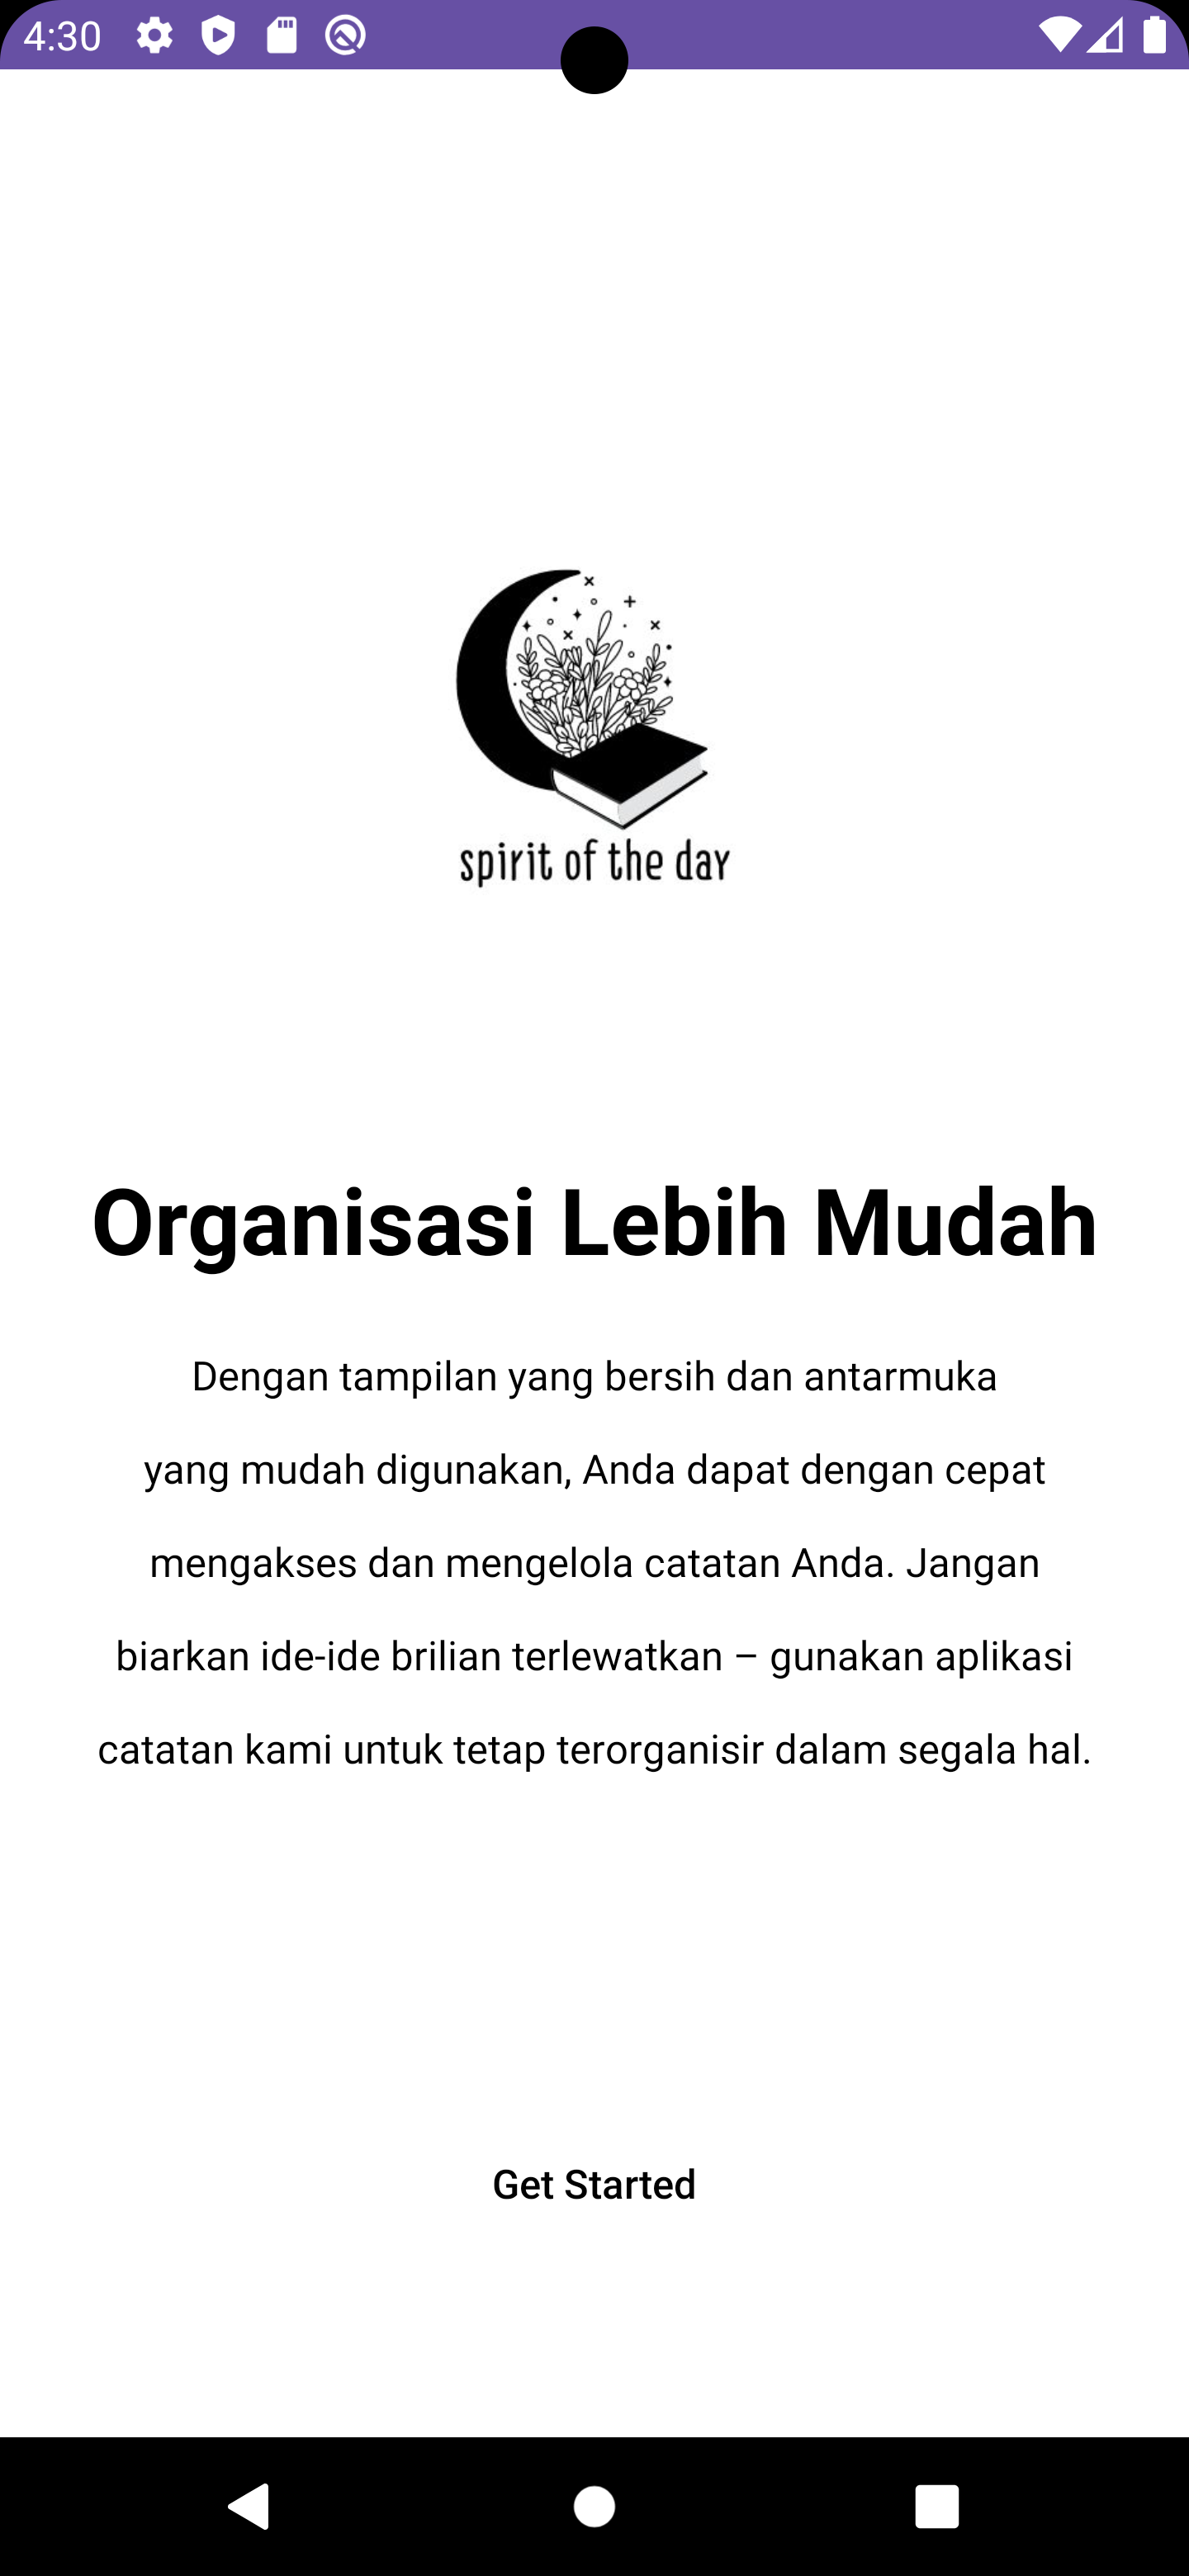 4:30
spirit of the day
Organisasi Lebih Mudah
Dengan tampilan yang bersih dan antarmuka
yang mudah digunakan, Anda dapat dengan cepat
mengakses dan mengelola catatan Anda. Jangan
biarkan ide-ide brilian terlewatkan – gunakan aplikasi
catatan kami untuk tetap terorganisir dalam segala hal.
Get Started